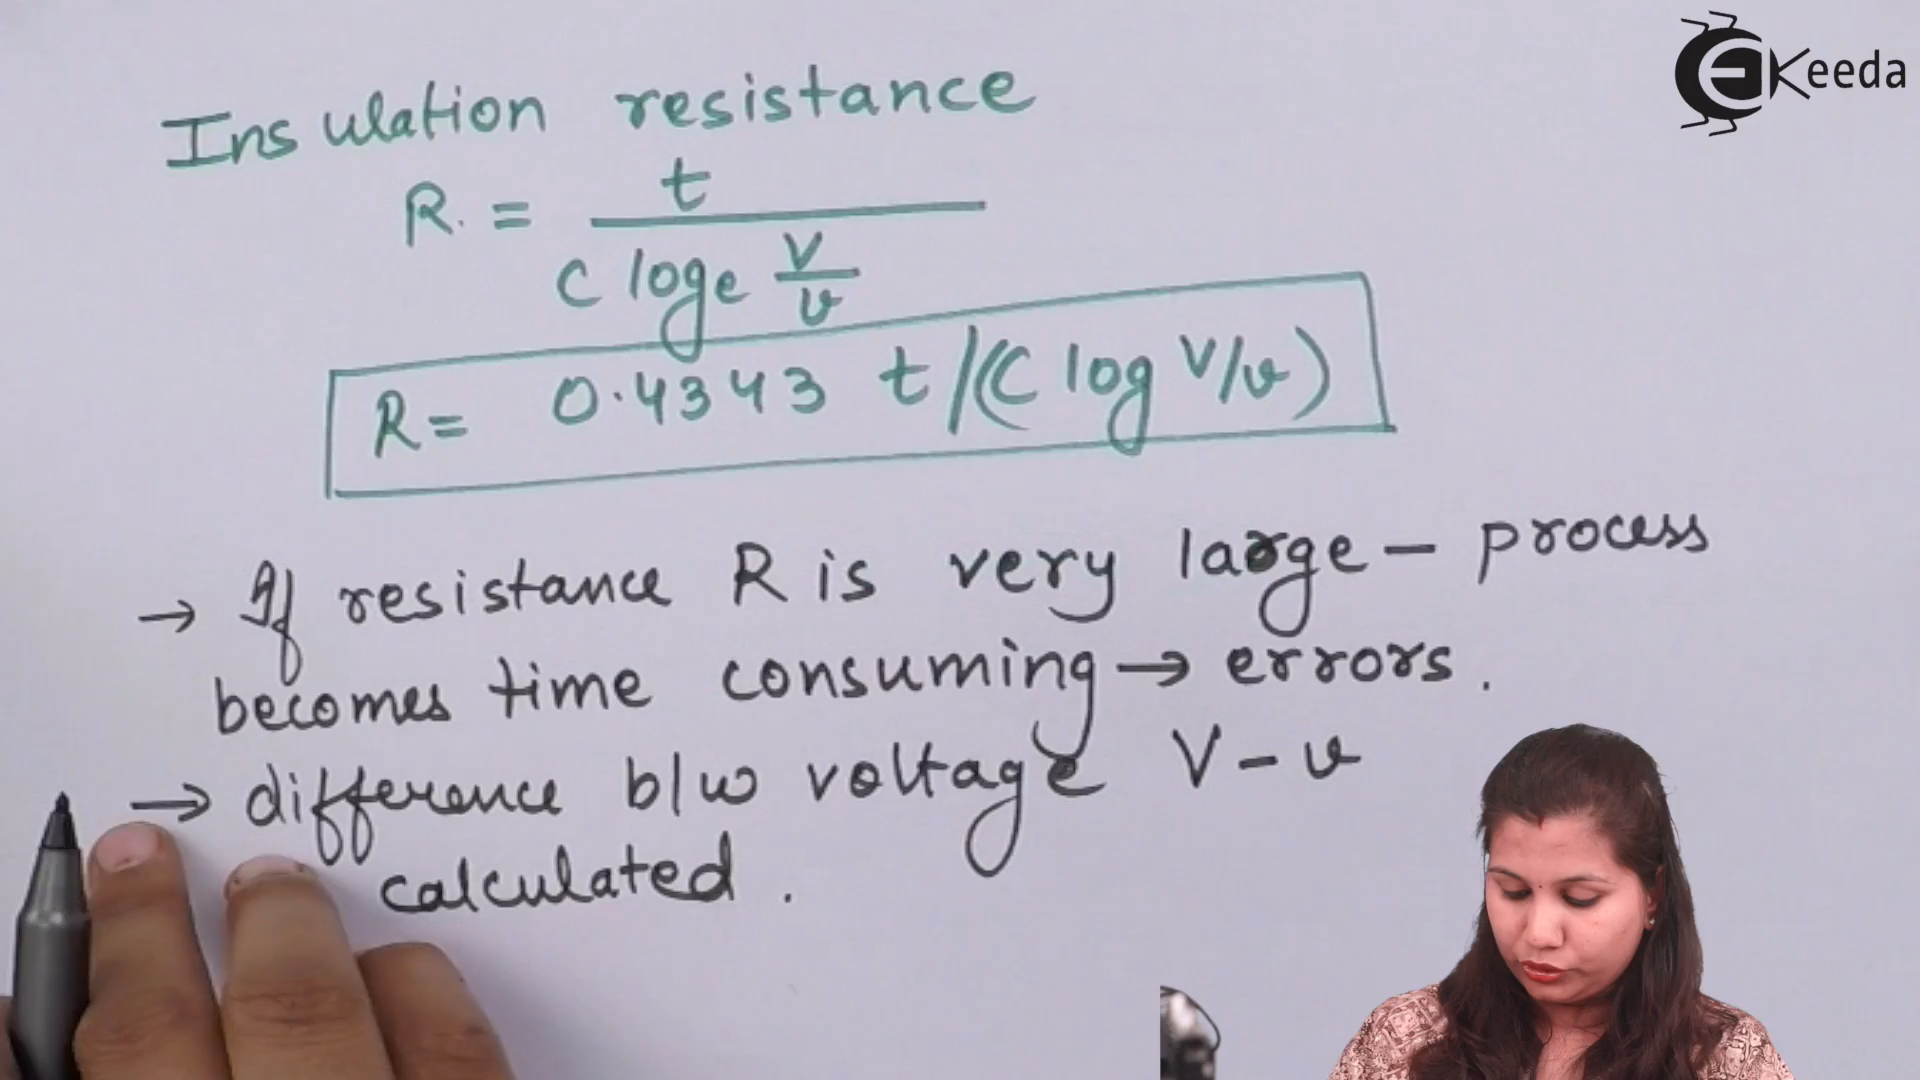 EKeeda
Insulation resistance
R. = t / C loge V/v
R = 0.4343 t/(C log V/v)
→ If resistance R is very large - process
becomes time consuming → errors.
→ difference b/w voltage V - v
calculated.